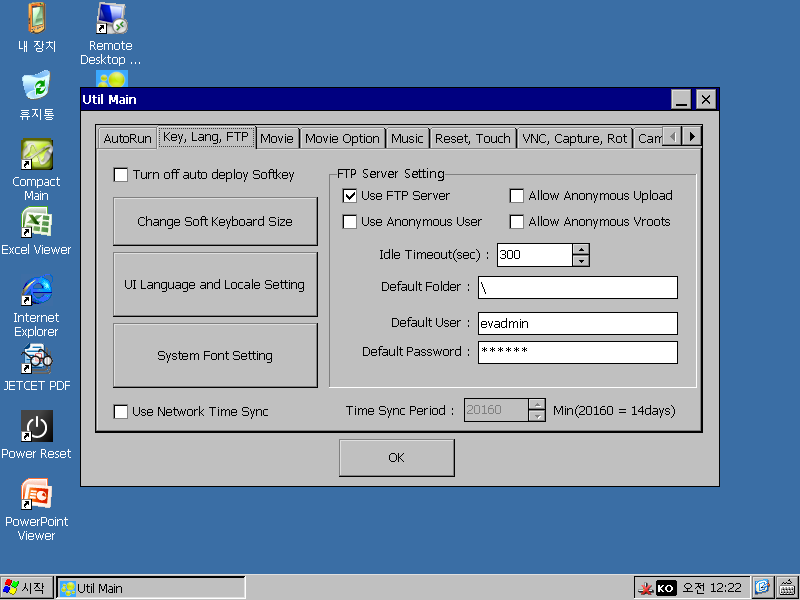 내 장치
Remote
Desktop ...
휴지통
Compact
Main
Excel Viewer
Internet
Explorer
JETCET PDF
Power Reset
PowerPoint
Viewer
Util Main
AutoRun
Key, Lang, FTP
Movie
Movie Option
Music
Reset, Touch
VNC, Capture, Rot
Cam
Turn off auto deploy Softkey
Change Soft Keyboard Size
UI Language and Locale Setting
System Font Setting
Use Network Time Sync
FTP Server Setting
Use FTP Server
Allow Anonymous Upload
Use Anonymous User
Allow Anonymous Vroots
Idle Timeout(sec) : 300
Default Folder : \
Default User : evadmin
Default Password : ******
Time Sync Period : 20160 Min(20160 = 14days)
OK
시작
Util Main
KO
오전 12:22